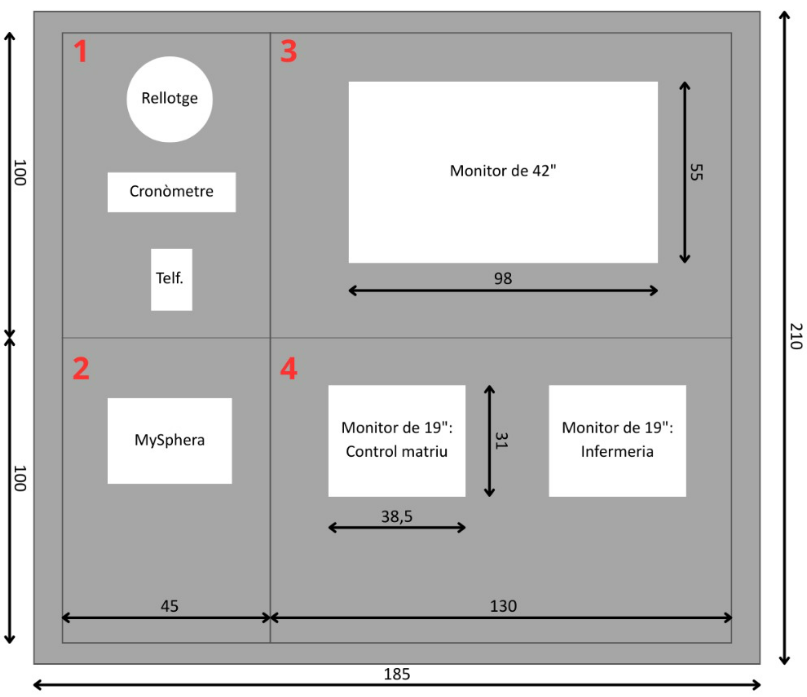 1
Rellotge
Cronòmetre
Telf.
100
3
Monitor de 42"
55
98
210
2
MySphera
100
45
4
Monitor de 19":
Control matriu
31
38,5
Monitor de 19":
Infermeria
130
185